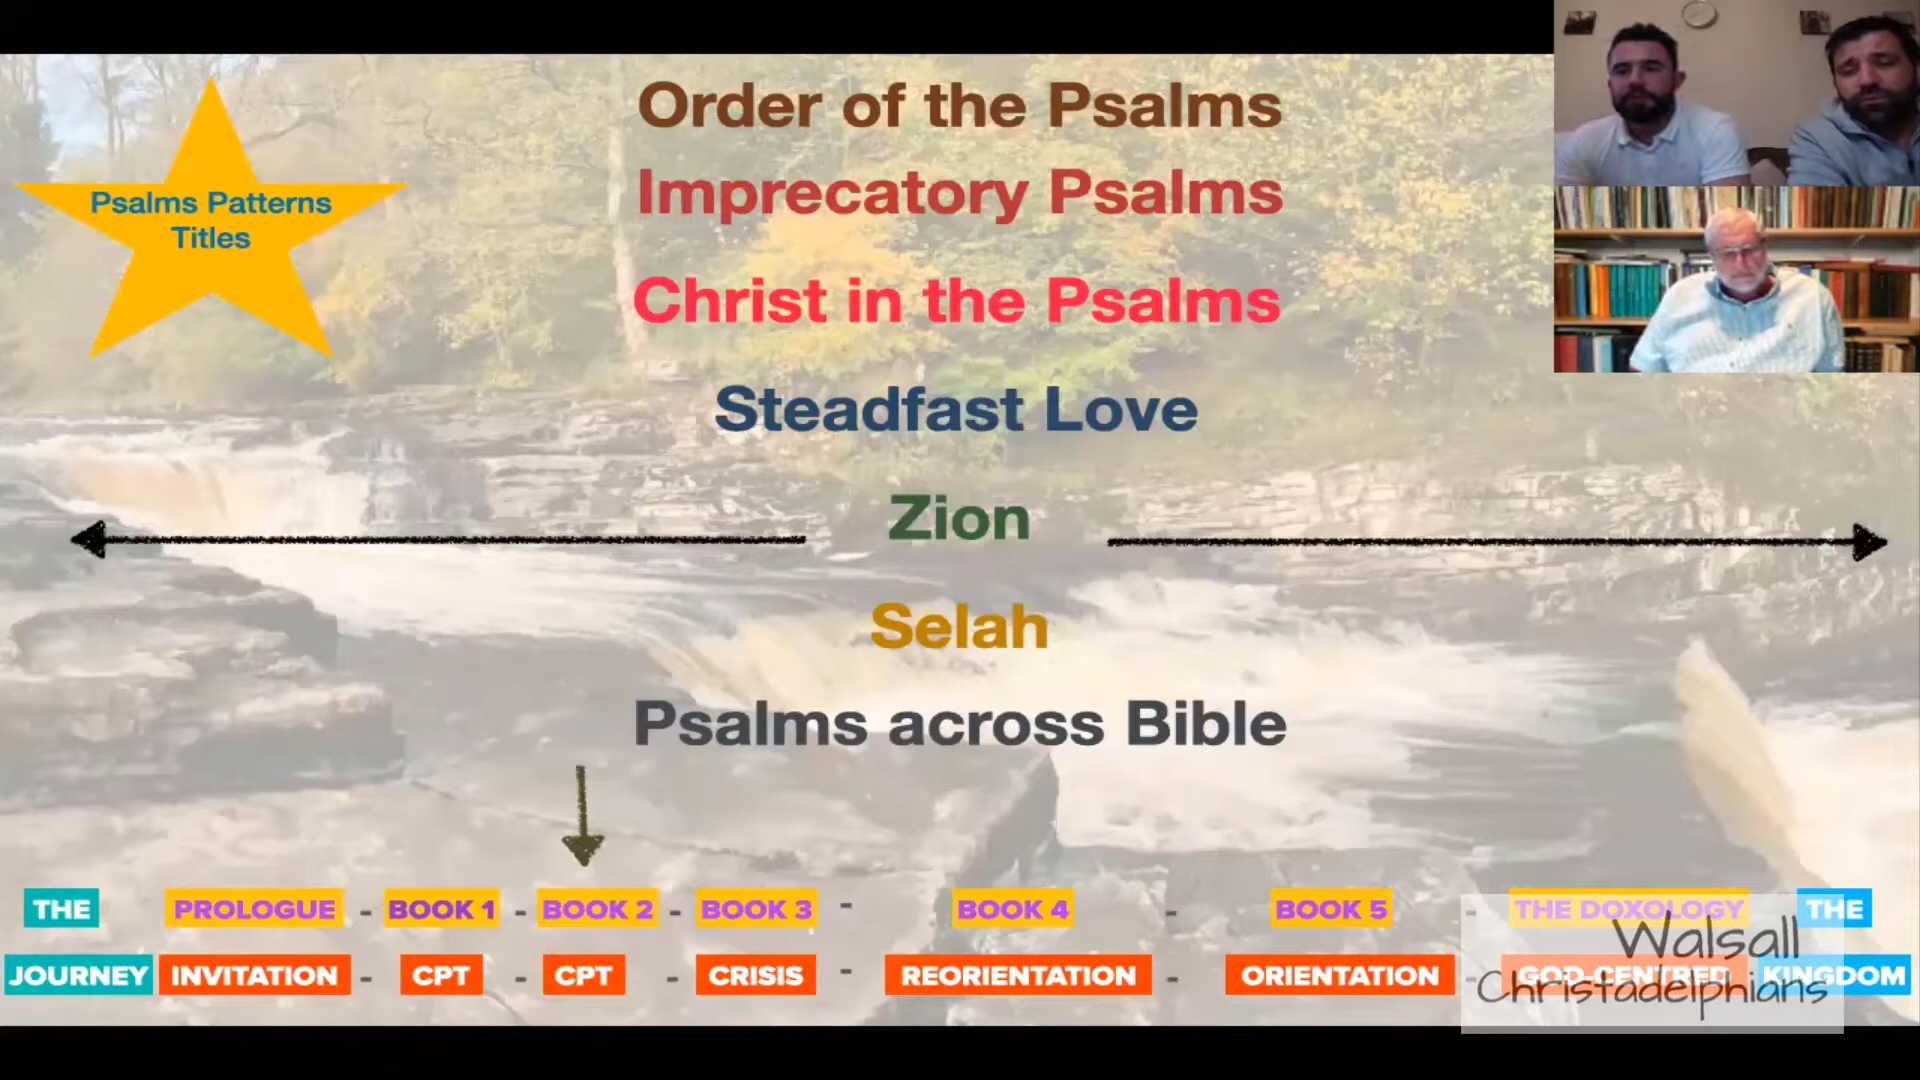 Psalms Patterns
Titles
Order of the Psalms
Imprecatory Psalms
Christ in the Psalms
Steadfast Love
Zion
Selah
Psalms across Bible
THE PROLOGUE - BOOK 1 - BOOK 2 - BOOK 3 - BOOK 4 - BOOK 5 - THE DOXOLOGY THE
JOURNEY INVITATION - CPT - CPT - CRISIS - REORIENTATION - ORIENTATION - GOD-CENTRED KINGDOM
Walsall
Christadelphians